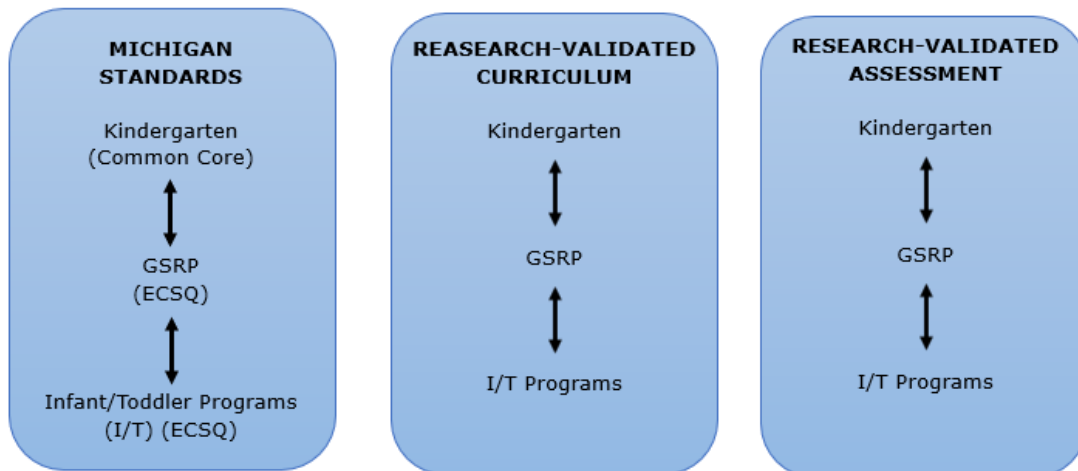 MICHIGAN
STANDARDS
Kindergarten
(Common Core)
GSRP
(ECSQ)
Infant/Toddler Programs
(I/T) (ECSQ)
REASEARCH-VALIDATED
CURRICULUM
Kindergarten
GSRP
I/T Programs
RESEARCH-VALIDATED
ASSESSMENT
Kindergarten
GSRP
I/T Programs